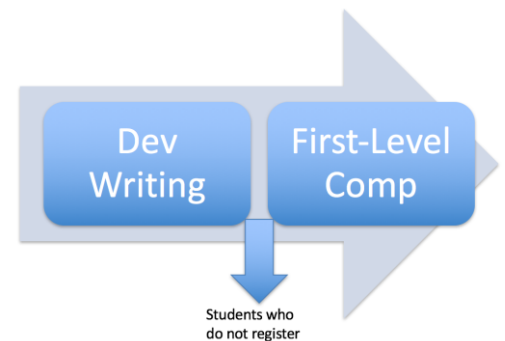 Dev
Writing
First-Level
Comp
Students who
do not register